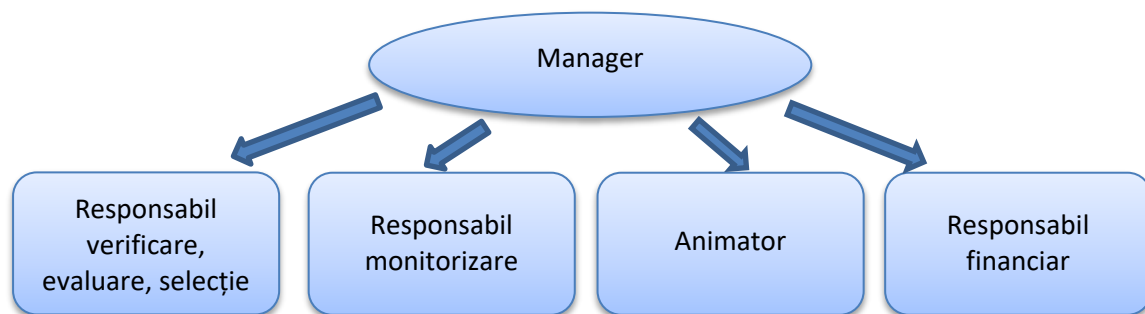 Manager
Responsabil
verificare,
evaluare, selecție
Responsabil
monitorizare
Animator
Responsabil
financiar